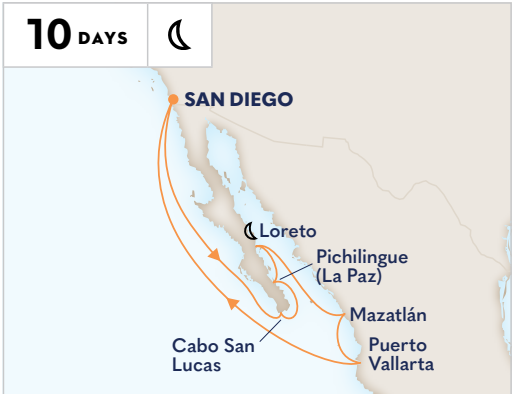 10 DAYS
SAN DIEGO
Loreto
Pichilingue
(La Paz)
Mazatlán
Cabo San
Lucas
Puerto
Vallarta